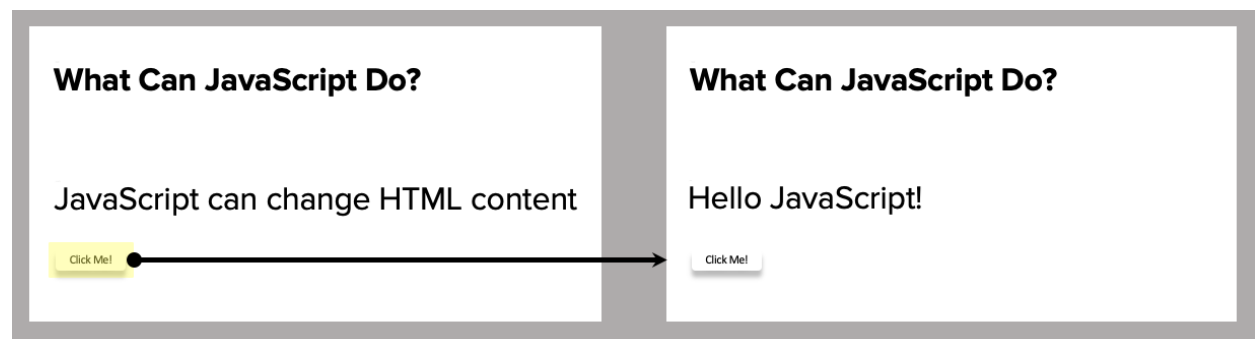 What Can JavaScript Do?
JavaScript can change HTML content
Click Me!
What Can JavaScript Do?
Hello JavaScript!
Click Me!